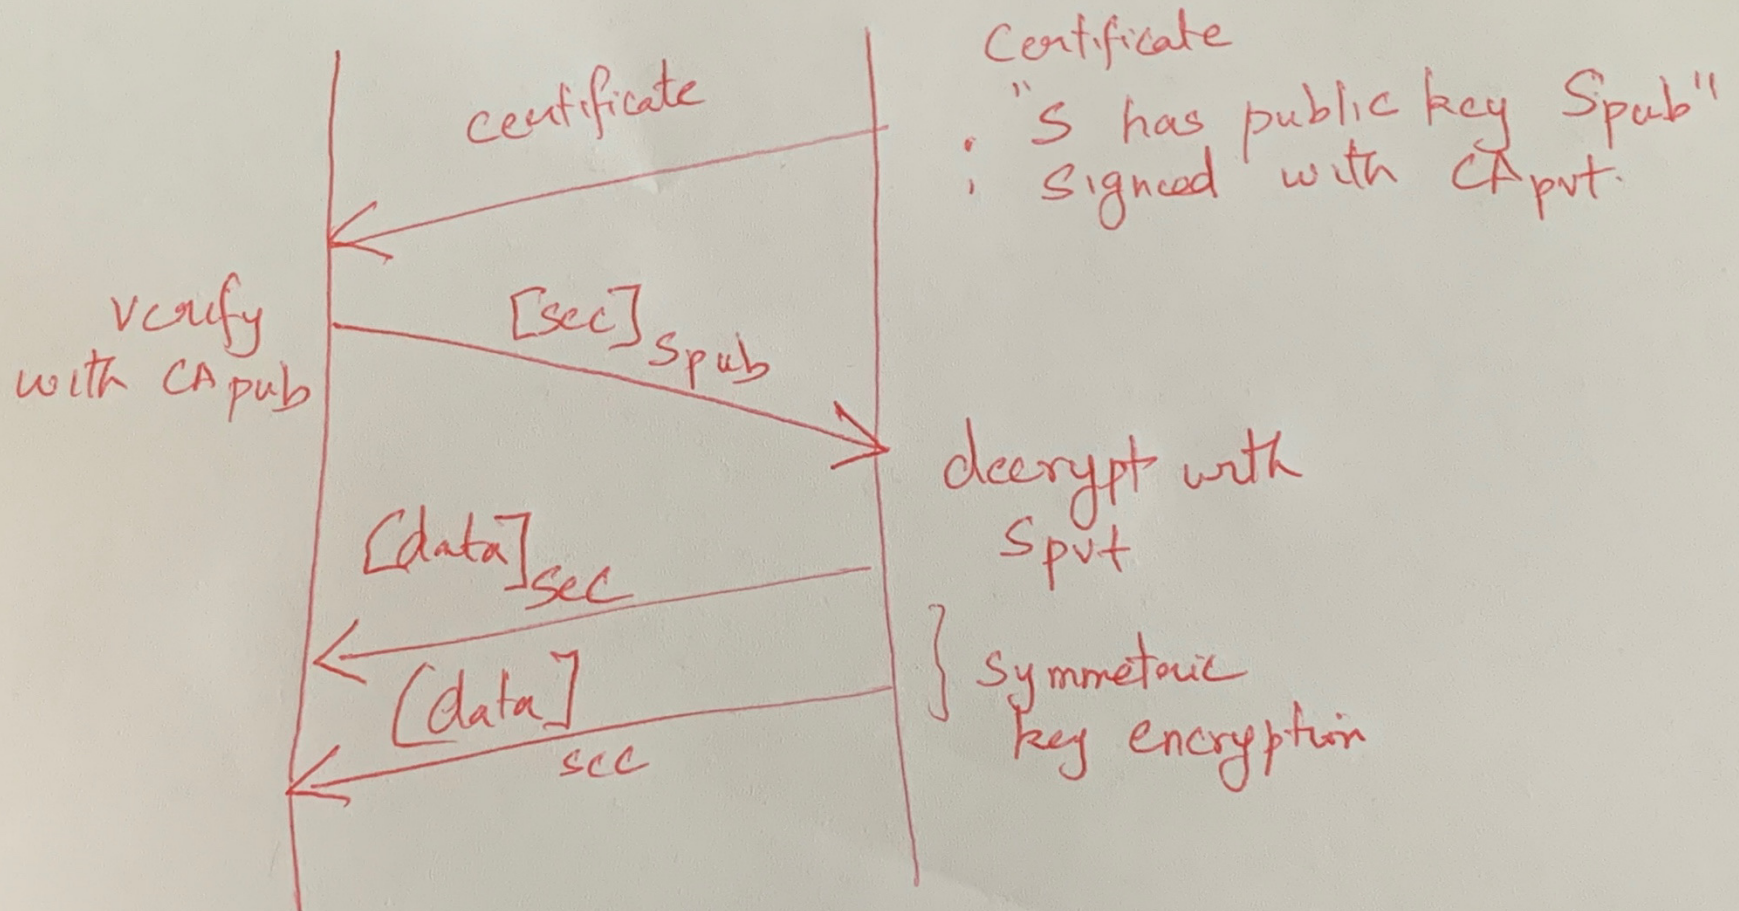 certificate
Certificate
: "S has public key Spub"
signed with CApvt.
verify
with CApub
[sec]Spub
decrypt with
Spvt
[data]sec
[data]sec
} symmetric
key encryption